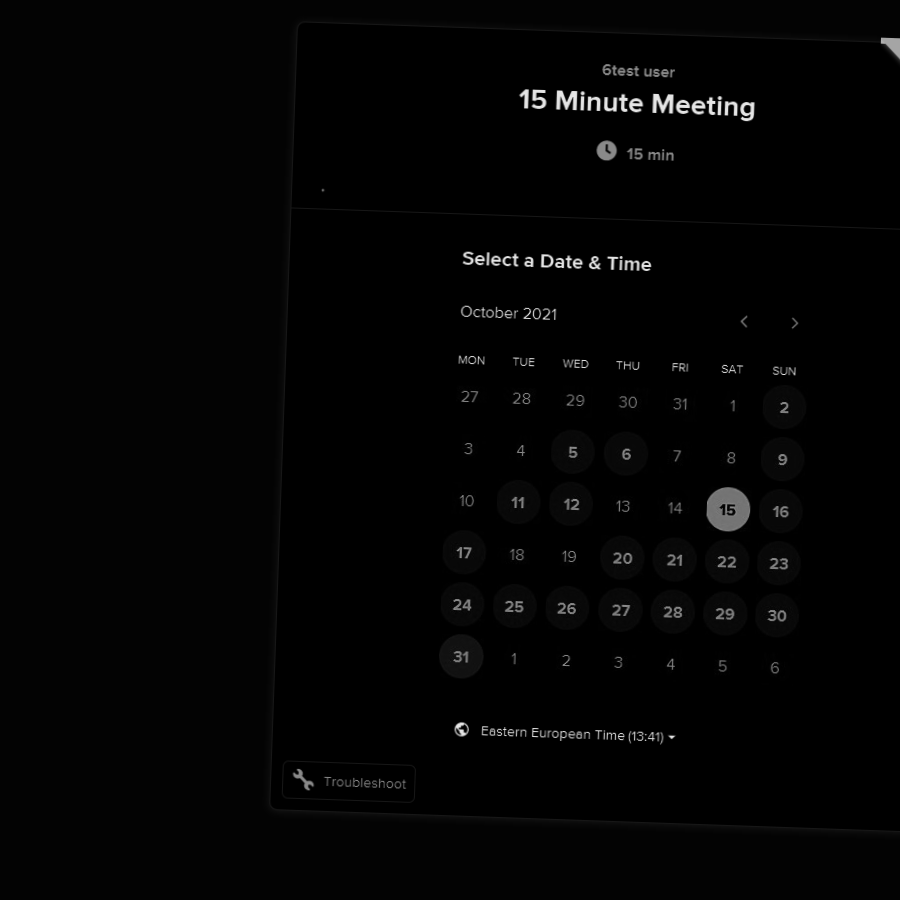 6test user
15 Minute Meeting
15 min
Select a Date & Time
October 2021
MON TUE WED THU FRI SAT SUN
27 28 29 30 31 1 2
3 4 5 6 7 8 9
10 11 12 13 14 15 16
17 18 19 20 21 22 23
24 25 26 27 28 29 30
31 1 2 3 4 5 6
Eastern European Time (13:41)
Troubleshoot